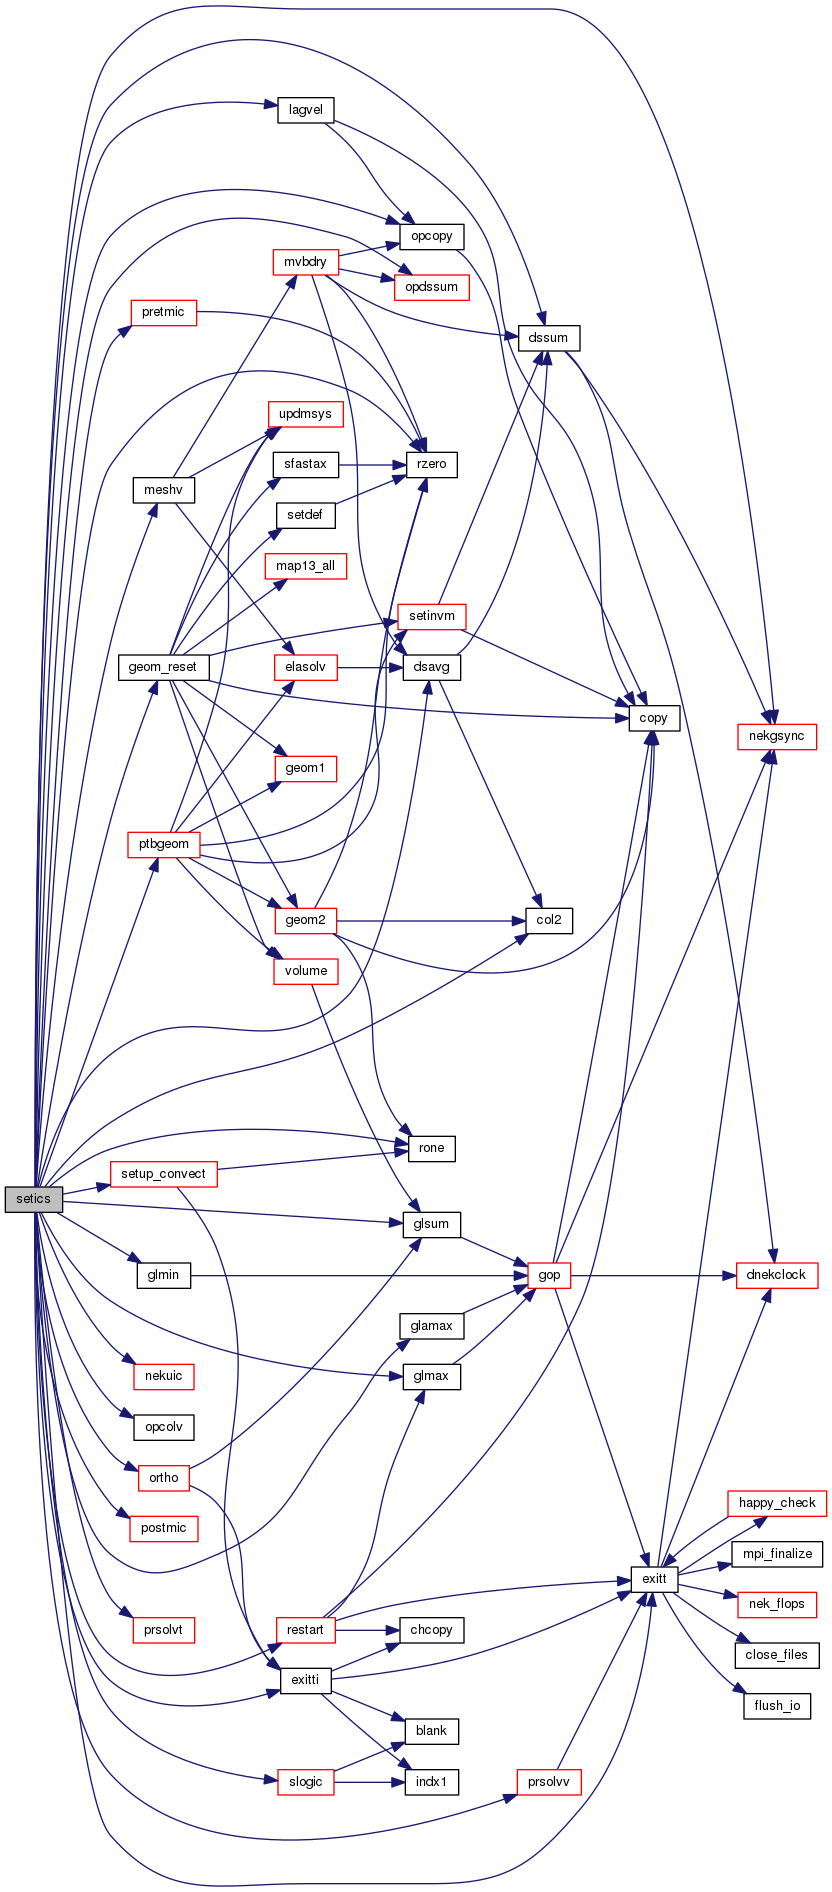 lagvel
opcopy
mvbdry
opdssum
pretmic
dssum
updmsys
sfastax
rzero
meshv
setdef
map13_all
setinvm
geom_reset
elasolv
dsavg
copy
nekgsync
geom1
ptbgeom
geom2
col2
volume
rone
setup_convect
setics
glsum
glmin
gop
dnekclock
glamax
nekuic
glmax
opcolv
ortho
happy_check
postmic
mpi_finalize
exitt
nek_flops
prsolvt
restart
chcopy
close_files
exitti
flush_io
blank
slogic
indx1
prsolvv